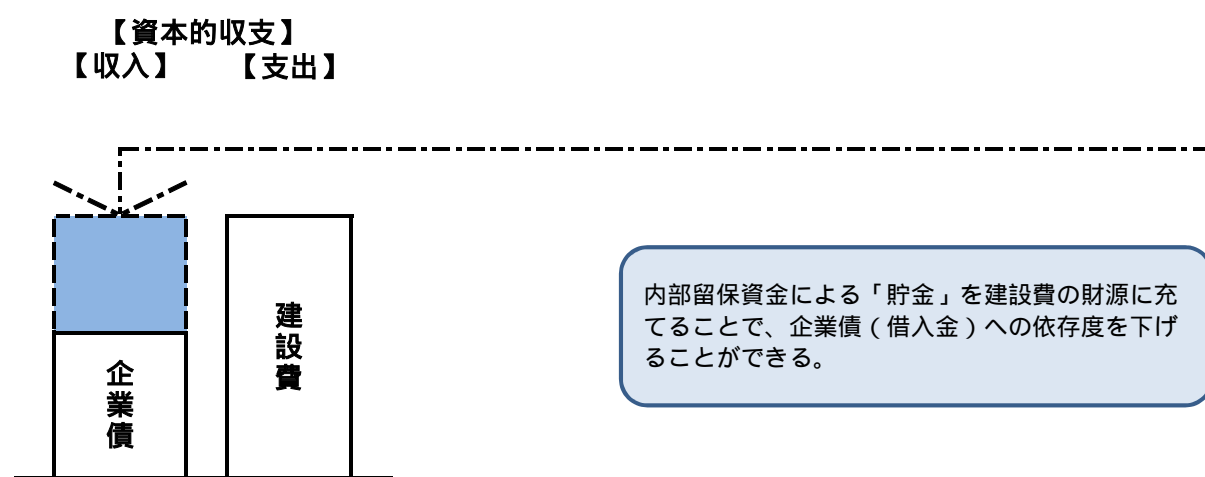 【資本的収支】
【収入】 【支出】
企業債
建設費
内部留保資金による「貯金」を建設費の財源に充
てることで、企業債（借入金）への依存度を下げ
ることができる。